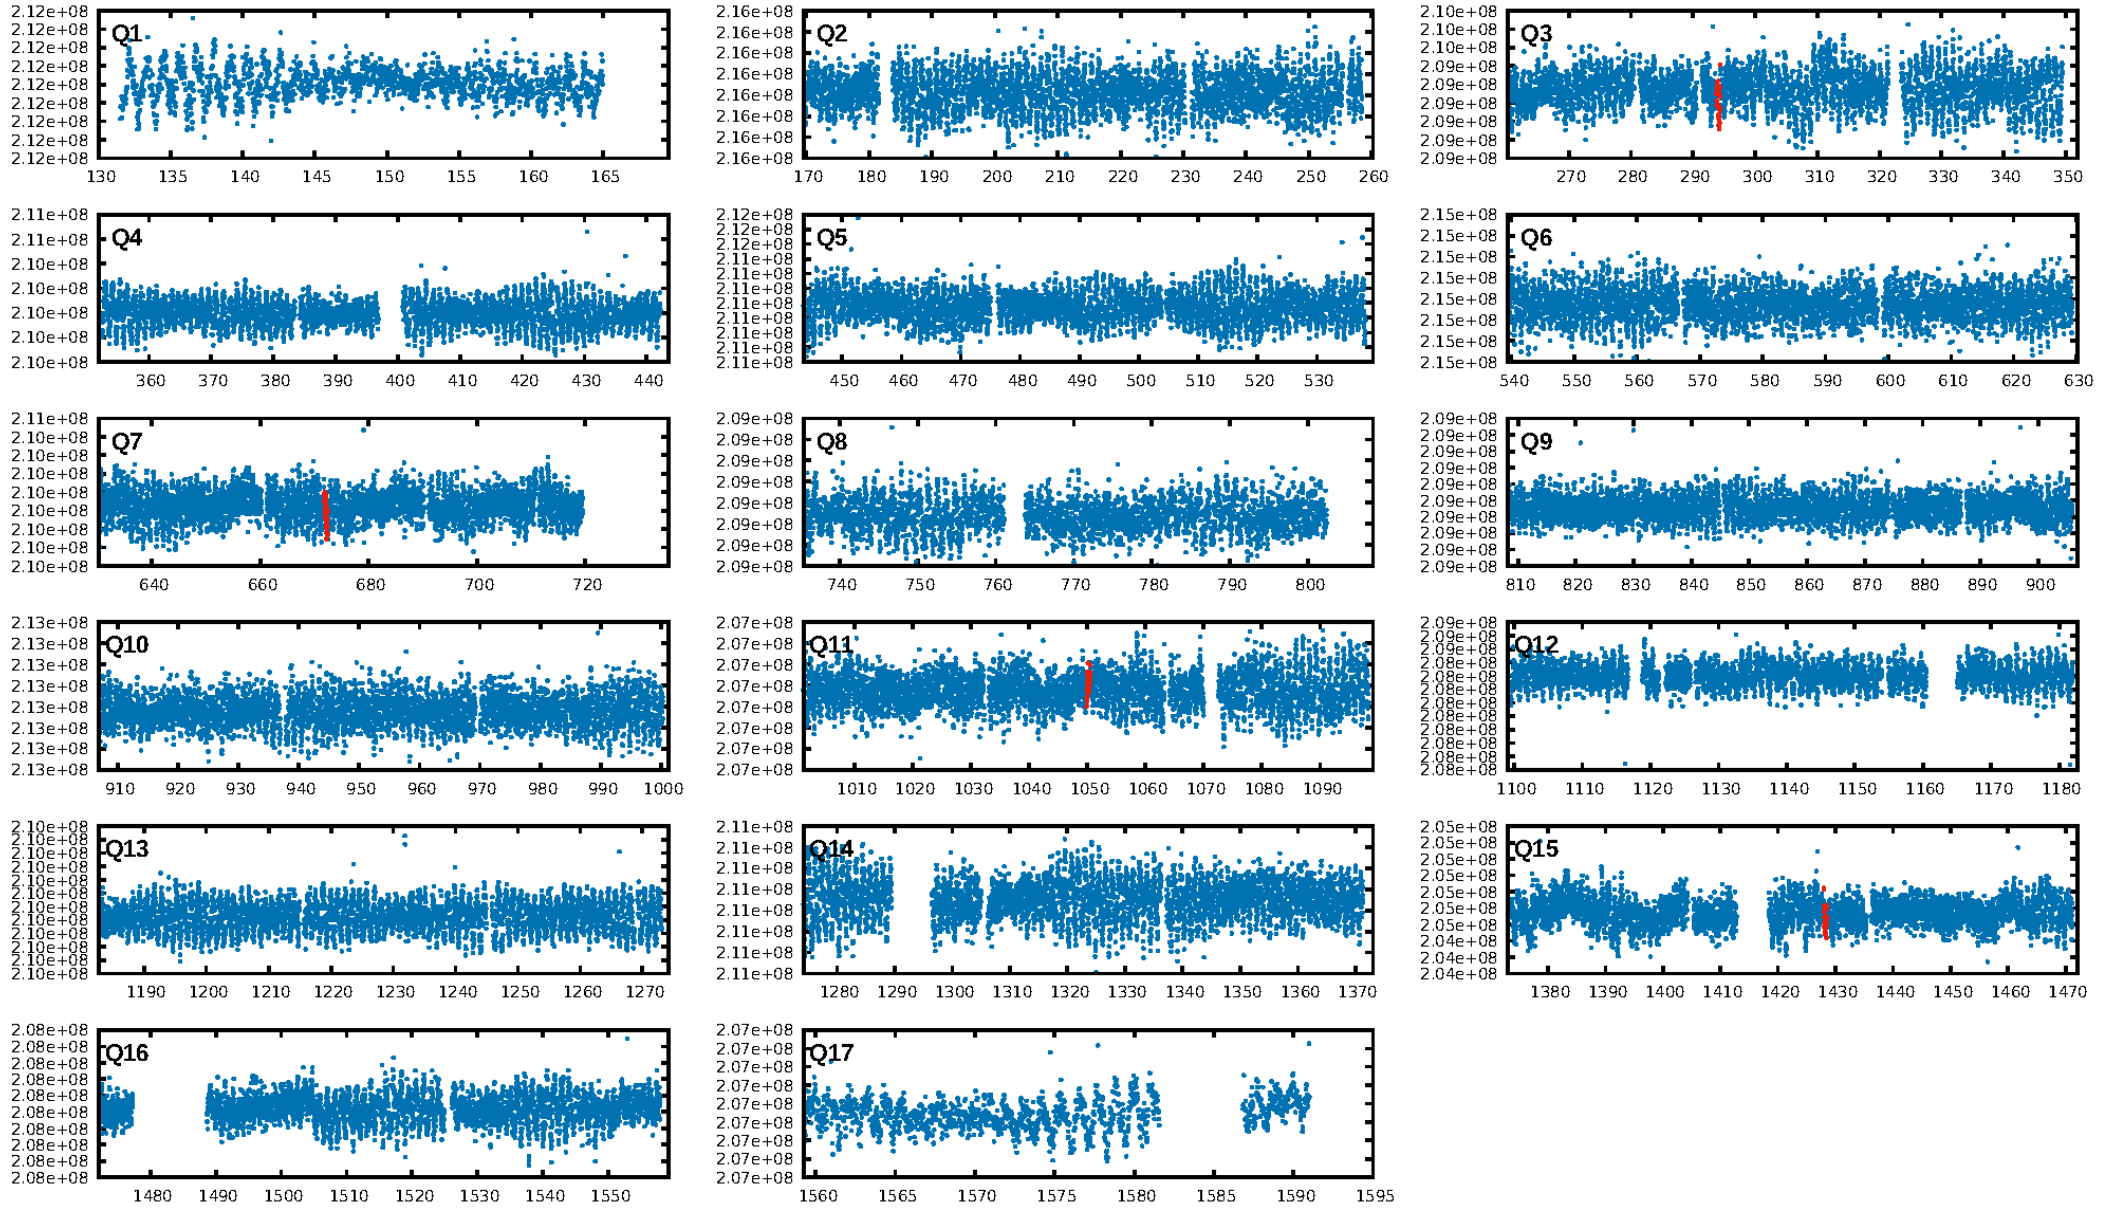 2.12e+08
2.12e+08
2.12e+08
2.12e+08
2.12e+08
2.12e+08
2.12e+08
2.12e+08
2.12e+08
Q1
130 135 140 145 150 155 160 165
2.16e+08
2.16e+08
2.16e+08
2.16e+08
2.16e+08
2.16e+08
2.16e+08
2.16e+08
Q2
170 180 190 200 210 220 230 240 250 260
2.10e+08
2.10e+08
2.10e+08
2.09e+08
2.09e+08
2.09e+08
2.09e+08
2.09e+08
2.09e+08
Q3
270 280 290 300 310 320 330 340 350
2.11e+08
2.11e+08
2.10e+08
2.10e+08
2.10e+08
2.10e+08
2.10e+08
Q4
360 370 380 390 400 410 420 430 440
2.12e+08
2.12e+08
2.12e+08
2.11e+08
2.11e+08
2.11e+08
2.11e+08
2.11e+08
2.11e+08
2.11e+08
2.11e+08
Q5
450 460 470 480 490 500 510 520 530
2.15e+08
2.15e+08
2.15e+08
2.15e+08
2.15e+08
2.15e+08
2.15e+08
2.15e+08
Q6
540 550 560 570 580 590 600 610 620 630
2.11e+08
2.10e+08
2.10e+08
2.10e+08
2.10e+08
2.10e+08
2.10e+08
2.10e+08
2.10e+08
Q7
640 660 680 700 720
2.09e+08
2.09e+08
2.09e+08
2.09e+08
2.09e+08
2.09e+08
2.09e+08
2.09e+08
Q8
740 750 760 770 780 790 800
2.09e+08
2.09e+08
2.09e+08
2.09e+08
2.09e+08
2.09e+08
2.09e+08
2.09e+08
2.09e+08
2.09e+08
Q9
810 820 830 840 850 860 870 880 890 900
2.13e+08
2.13e+08
2.13e+08
2.13e+08
2.13e+08
2.13e+08
2.13e+08
2.13e+08
Q10
910 920 930 940 950 960 970 980 990 1000
2.07e+08
2.07e+08
2.07e+08
2.07e+08
2.07e+08
2.07e+08
2.07e+08
2.07e+08
Q11
1010 1020 1030 1040 1050 1060 1070 1080 1090
2.09e+08
2.09e+08
2.08e+08
2.08e+08
2.08e+08
2.08e+08
2.08e+08
2.08e+08
2.08e+08
2.08e+08
2.08e+08
2.08e+08
Q12
1100 1110 1120 1130 1140 1150 1160 1170 1180
2.10e+08
2.10e+08
2.10e+08
2.10e+08
2.10e+08
2.10e+08
2.10e+08
2.10e+08
2.10e+08
2.10e+08
2.10e+08
2.10e+08
Q13
1190 1200 1210 1220 1230 1240 1250 1260 1270
2.11e+08
2.11e+08
2.11e+08
2.11e+08
2.11e+08
2.11e+08
2.11e+08
2.11e+08
Q14
1280 1290 1300 1310 1320 1330 1340 1350 1360 1370
2.05e+08
2.05e+08
2.05e+08
2.05e+08
2.05e+08
2.05e+08
2.05e+08
2.04e+08
2.04e+08
2.04e+08
Q15
1380 1390 1400 1410 1420 1430 1440 1450 1460 1470
2.08e+08
2.08e+08
2.08e+08
2.08e+08
2.08e+08
2.08e+08
2.08e+08
2.08e+08
2.08e+08
2.08e+08
Q16
1480 1490 1500 1510 1520 1530 1540 1550
2.07e+08
2.07e+08
2.07e+08
2.07e+08
2.07e+08
2.07e+08
2.07e+08
2.07e+08
2.07e+08
Q17
1560 1565 1570 1575 1580 1585 1590 1595